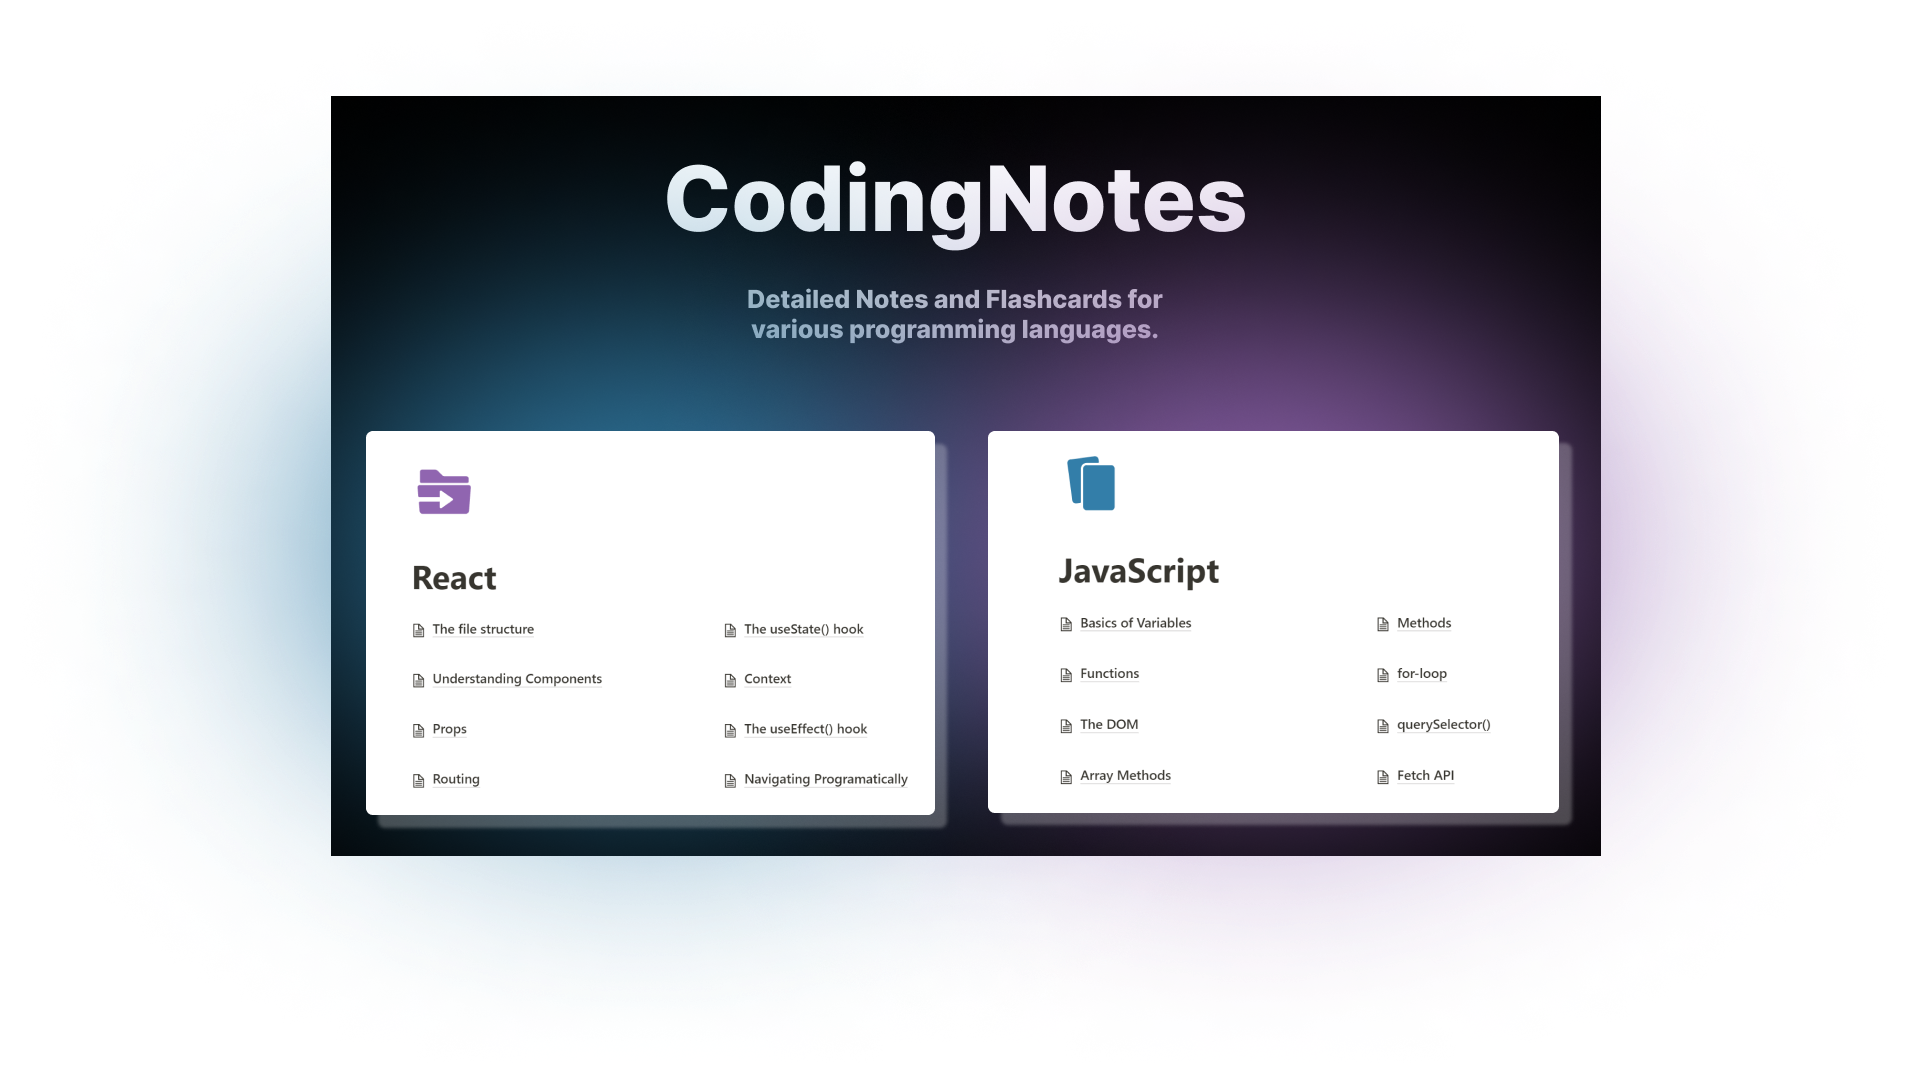 CodingNotes
Detailed Notes and Flashcards for
various programming languages.
React
The file structure
Understanding Components
Props
Routing
The useState() hook
Context
The useEffect() hook
Navigating Programatically
JavaScript
Basics of Variables
Functions
The DOM
Array Methods
Methods
for-loop
querySelector()
Fetch API